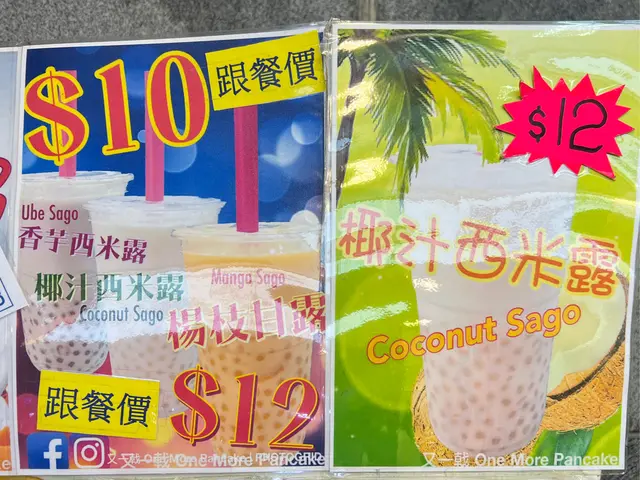 $10
跟餐價
Ube Sago
香芋西米露
椰汁西米露
Coconut Sago
Mango Sago
楊枝甘露
跟餐價
$12
又一戟 One More Pancake
$12
椰汁西米露
Coconut Sago
又一戟 One More Pancake